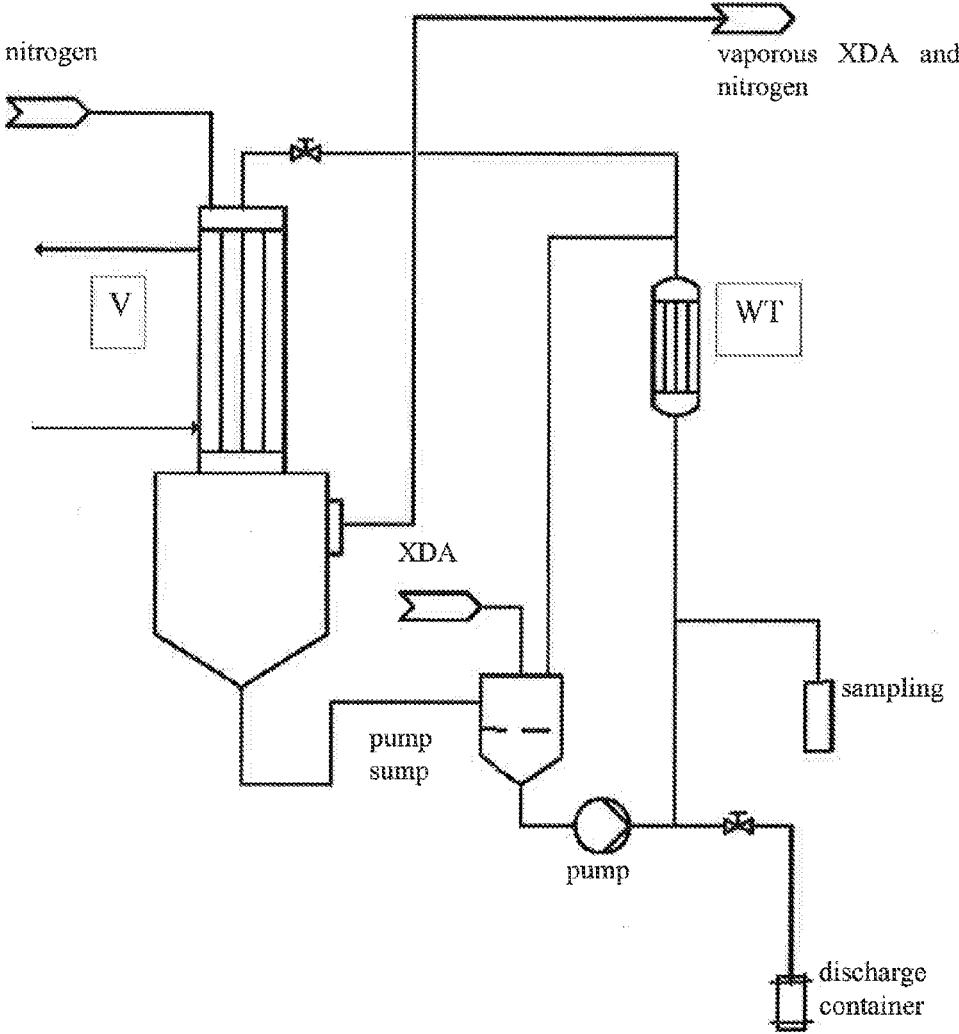 nitrogen
vaporous XDA and
nitrogen
V
WT
XDA
sampling
pump
sump
pump
discharge
container